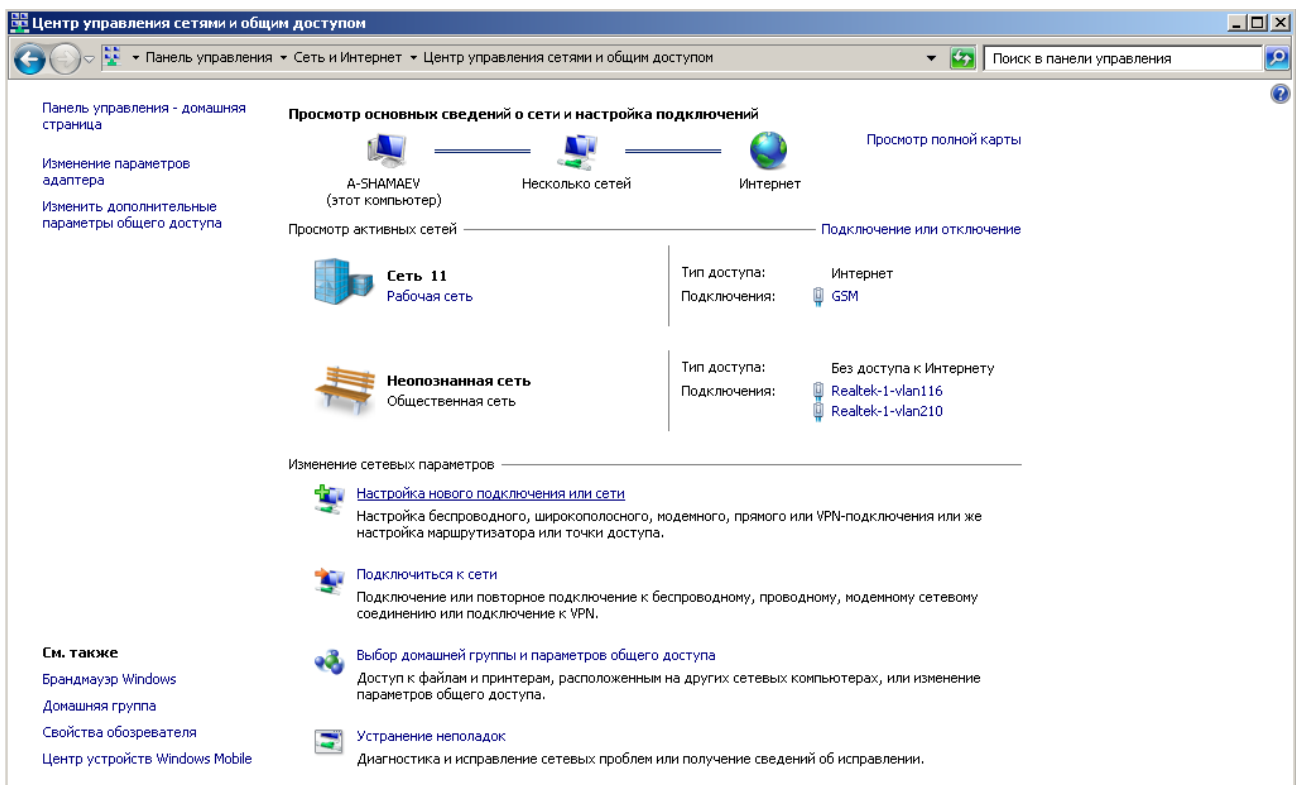 Центр управления сетями и общим доступом
Панель управления Сеть и Интернет Центр управления сетями и общим доступом
Поиск в панели управления
Панель управления - домашняя
страница
Изменение параметров
адаптера
Изменить дополнительные
параметры общего доступа
Просмотр основных сведений о сети и настройка подключений
Просмотр полной карты
A-SHAMAEV
(этот компьютер)
Несколько сетей
Интернет
Просмотр активных сетей
Подключение или отключение
Сеть 11
Рабочая сеть
Тип доступа: Интернет
Подключения: GSM
Неопознанная сеть
Общественная сеть
Тип доступа: Без доступа к Интернету
Подключения: Realtek-1-vlan116
Realtek-1-vlan210
Изменение сетевых параметров
Настройка нового подключения или сети
Настройка беспроводного, широкополосного, модемного, прямого или VPN-подключения или же
настройка маршрутизатора или точки доступа.
Подключиться к сети
Подключение или повторное подключение к беспроводному, проводному, модемному сетевому
соединению или подключение к VPN.
Выбор домашней группы и параметров общего доступа
Доступ к файлам и принтерам, расположенным на других сетевых компьютерах, или изменение
параметров общего доступа.
Устранение неполадок
Диагностика и исправление сетевых проблем или получение сведений об исправлении.
См. также
Брандмауэр Windows
Домашняя группа
Свойства обозревателя
Центр устройств Windows Mobile